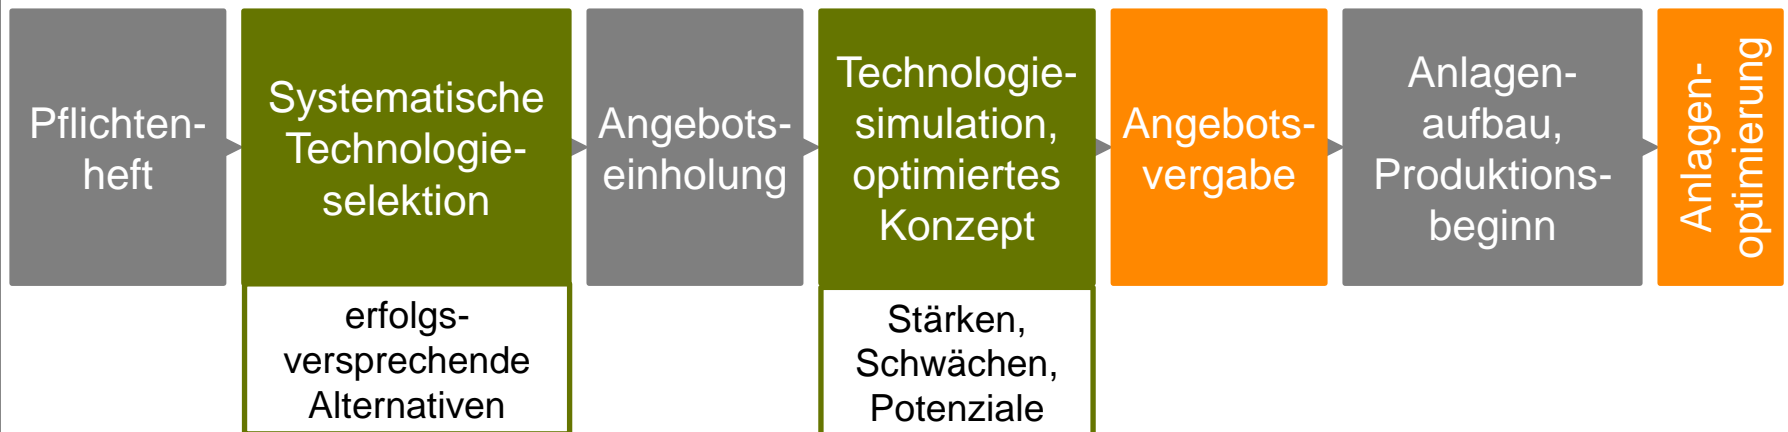 Pflichten-
heft
Systematische
Technologie-
selektion
Angebots-
einholung
Technologie-
simulation,
optimiertes
Konzept
Angebots-
vergabe
Anlagen-
aufbau,
Produktions-
beginn
Anlagen-
optimierung
erfolgs-
versprechende
Alternativen
Stärken,
Schwächen,
Potenziale